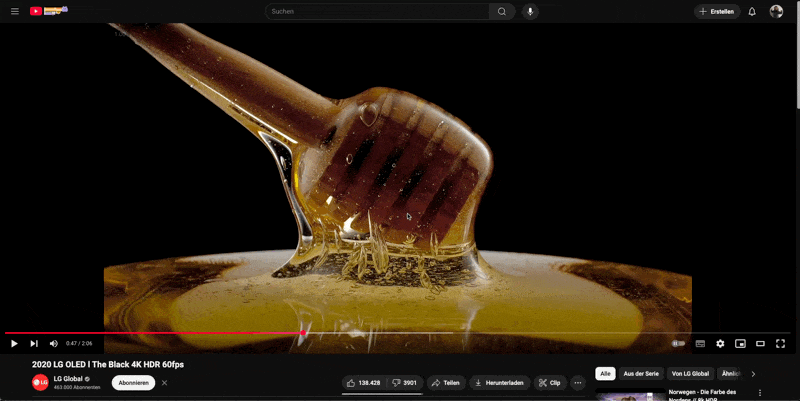 Suchen
Erstellen
0:47 / 2:06
2020 LG OLED l The Black 4K HDR 60fps
LG Global
463.000 Abonnenten
Abonnieren
138.428
3901
Teilen
Herunterladen
Clip
Alle
Aus der Serie
Von LG Global
Ähnlich
Norwegen - Die Farbe des
Nordens // 8k HDR